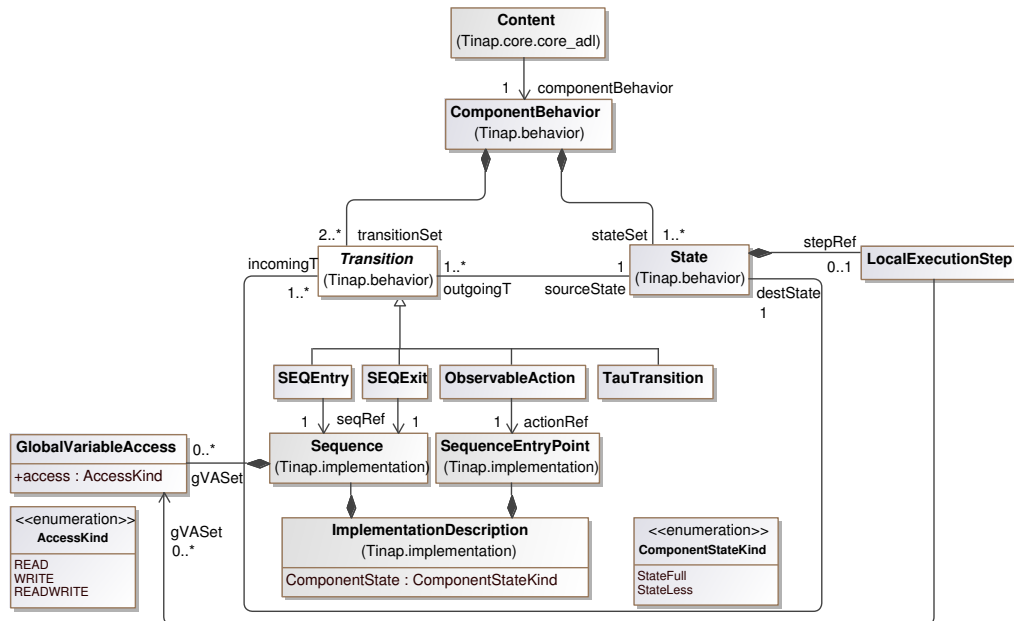 Content
(Tinap.core.core_adl)
1 componentBehavior
ComponentBehavior
(Tinap.behavior)
2..* transitionSet
stateSet 1..*
incomingT
1..*
Transition
(Tinap.behavior)
1..*
outgoingT
1
sourceState
State
(Tinap.behavior)
stepRef
0..1
LocalExecutionStep
destState
1
SEQEntry
SEQExit
ObservableAction
TauTransition
1 seqRef 1
1 actionRef
GlobalVariableAccess
+access : AccessKind
0..*
gVASet
Sequence
(Tinap.implementation)
SequenceEntryPoint
(Tinap.implementation)
<<enumeration>>
AccessKind
READ
WRITE
READWRITE
gVASet
0..*
ImplementationDescription
(Tinap.implementation)
ComponentState : ComponentStateKind
<<enumeration>>
ComponentStateKind
StateFull
StateLess